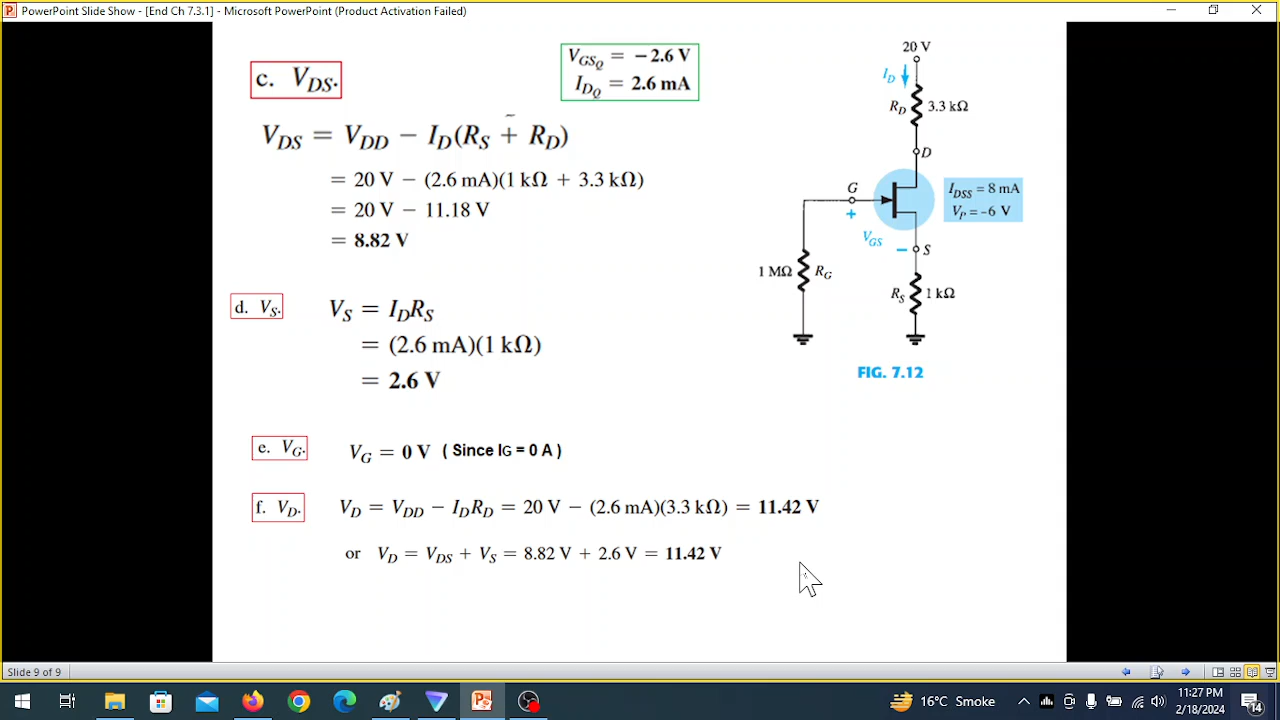 PowerPoint Slide Show - [End Ch 7.3.1] - Microsoft PowerPoint (Product Activation Failed)
c. V_DS.
V_GSQ = −2.6 V
I_DQ = 2.6 mA
V_DS = V_DD − I_D(R_S + R_D)
= 20 V − (2.6 mA)(1 kΩ + 3.3 kΩ)
= 20 V − 11.18 V
= 8.82 V
d. V_S.
V_S = I_DR_S
= (2.6 mA)(1 kΩ)
= 2.6 V
e. V_G.
V_G = 0 V ( Since IG = 0 A )
f. V_D.
V_D = V_DD − I_DR_D = 20 V − (2.6 mA)(3.3 kΩ) = 11.42 V
or V_D = V_DS + V_S = 8.82 V + 2.6 V = 11.42 V
20 V
I_D
R_D 3.3 kΩ
D
G
I_DSS = 8 mA
V_P = −6 V
+
V_GS
− S
1 MΩ R_G
R_S 1 kΩ
FIG. 7.12
Slide 9 of 9
16°C Smoke
11:27 PM
2/18/2024
14